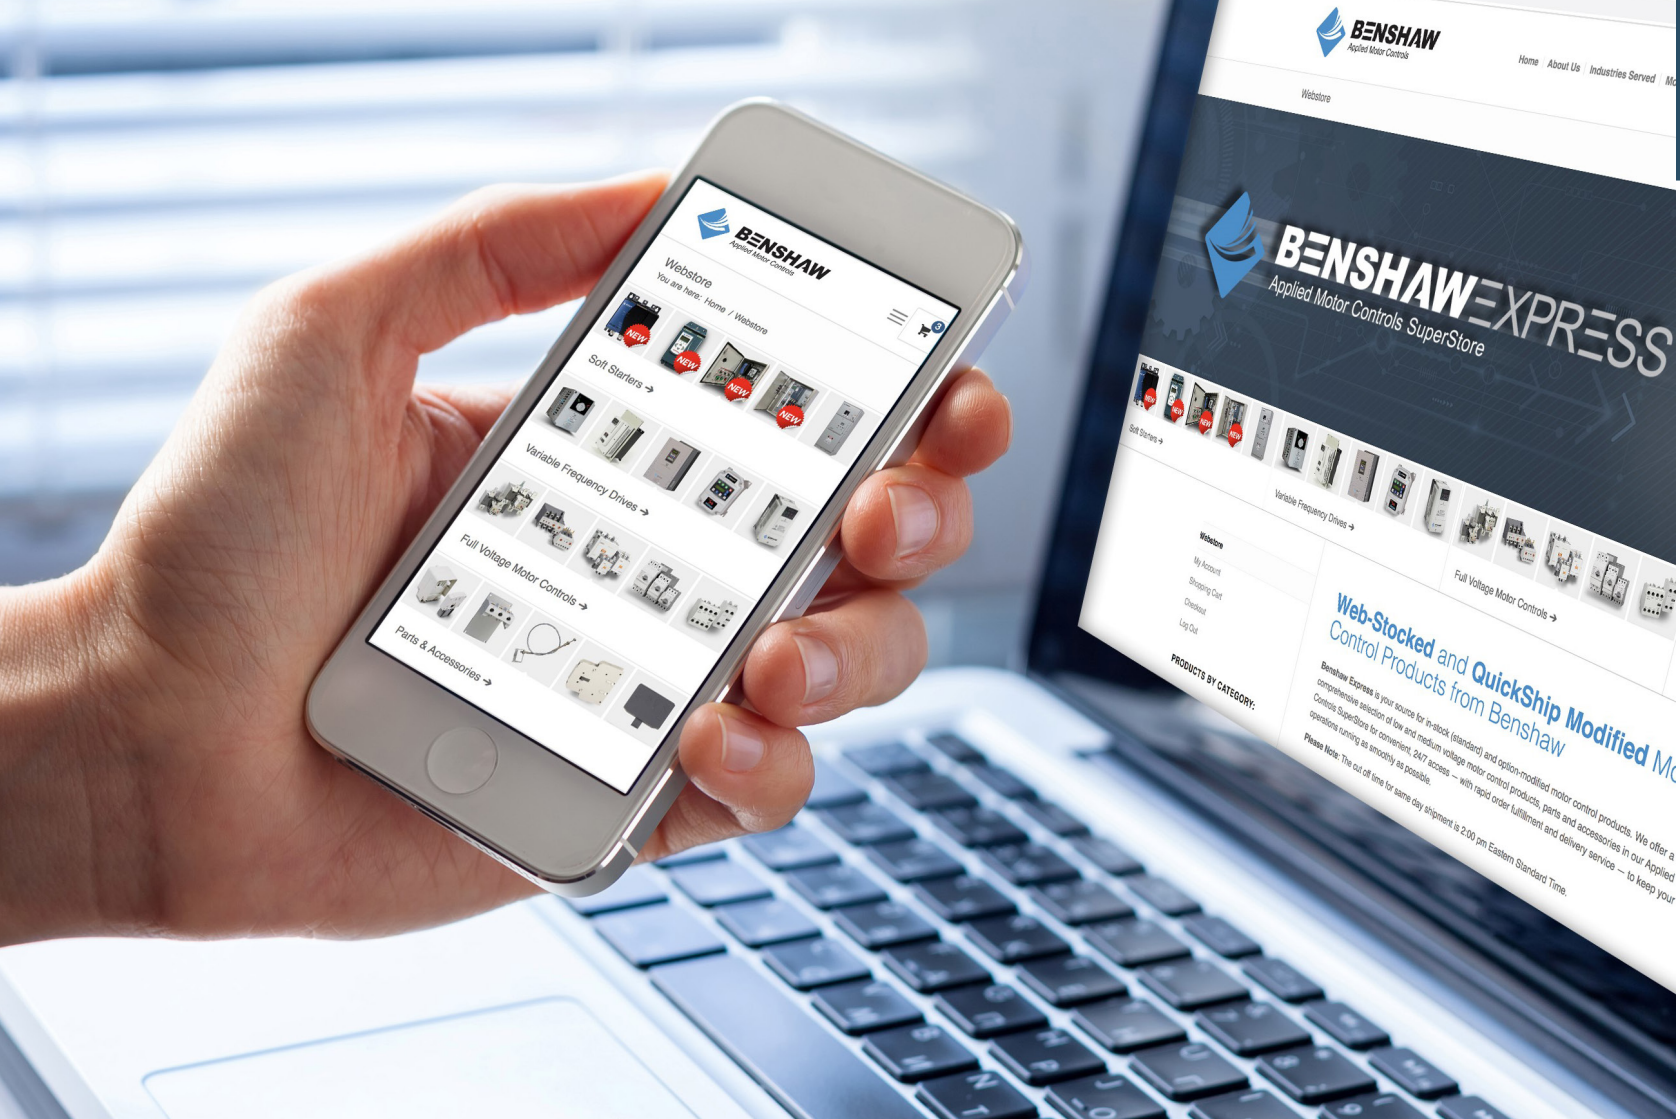 BENSHAW
Applied Motor Controls
Webstore
You are here: Home / Webstore
3
NEW
NEW
NEW
NEW
Soft Starters →
Variable Frequency Drives →
Full Voltage Motor Controls →
Parts & Accessories →
BENSHAW
Applied Motor Controls
Home About Us Industries Served
Webstore
BENSHAWEXPRESS
Applied Motor Controls SuperStore
NEW
NEW
NEW
NEW
Soft Starters →
Variable Frequency Drives →
Full Voltage Motor Controls →
Webstore
My Account
Shopping Cart
Checkout
Log Out
PRODUCTS BY CATEGORY:
Web-Stocked and QuickShip Modified Mo
Control Products from Benshaw
Benshaw Express is your source for in-stock (standard) and option-modified motor control products. We offer a
comprehensive selection of low and medium voltage motor control products, parts and accessories in our Applied
Controls SuperStore for convenient, 24/7 access — with rapid order fulfillment and delivery service — to keep your
operations running as smoothly as possible.
Please Note: The cut off time for same day shipment is 2:00 pm Eastern Standard Time.